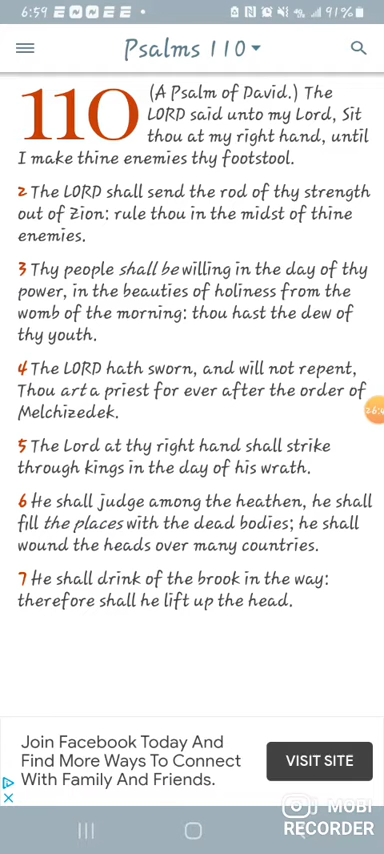 6:59
91%
Psalms 110
110 (A Psalm of David.) The
LORD said unto my Lord, Sit
thou at my right hand, until
I make thine enemies thy footstool.
2 The LORD shall send the rod of thy strength
out of Zion: rule thou in the midst of thine
enemies.
3 Thy people shall be willing in the day of thy
power, in the beauties of holiness from the
womb of the morning: thou hast the dew of
thy youth.
4 The LORD hath sworn, and will not repent,
Thou art a priest for ever after the order of
Melchizedek.
5 The Lord at thy right hand shall strike
through kings in the day of his wrath.
6 He shall judge among the heathen, he shall
fill the places with the dead bodies; he shall
wound the heads over many countries.
7 He shall drink of the brook in the way:
therefore shall he lift up the head.
Join Facebook Today And
Find More Ways To Connect
With Family And Friends.
VISIT SITE
MOBI
RECORDER